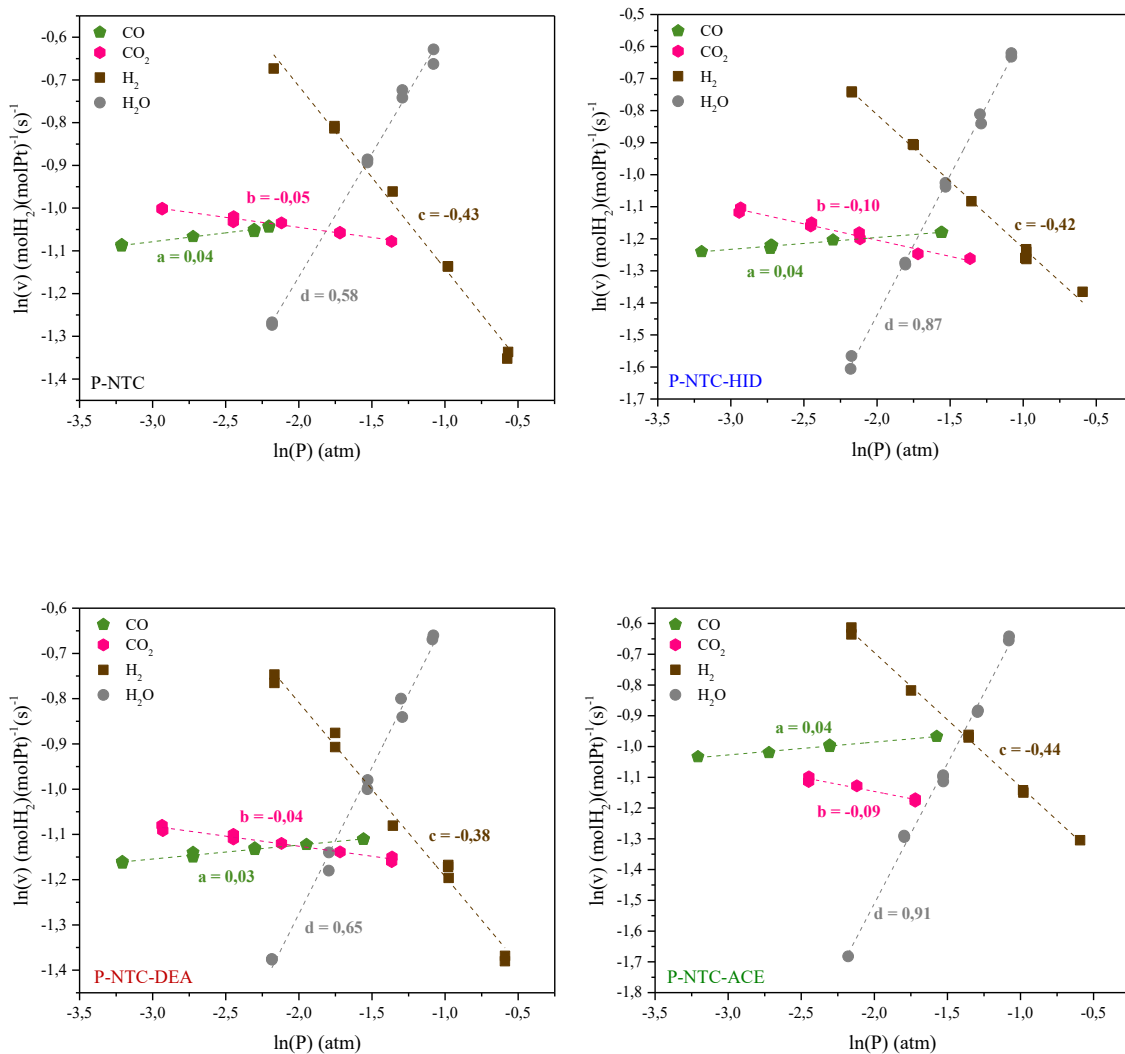 -0,6
-0,7
-0,8
-0,9
-1,0
-1,1
-1,2
-1,3
-1,4
ln(v) (molH₂)(molPt)⁻¹(s)⁻¹
CO
CO₂
H₂
H₂O
b = -0,05
a = 0,04
c = -0,43
d = 0,58
P-NTC
-3,5 -3,0 -2,5 -2,0 -1,5 -1,0 -0,5
ln(P) (atm)
-0,5
-0,6
-0,7
-0,8
-0,9
-1,0
-1,1
-1,2
-1,3
-1,4
-1,5
-1,6
-1,7
ln(v) (molH₂)(molPt)⁻¹(s)⁻¹
CO
CO₂
H₂
H₂O
b = -0,10
c = -0,42
a = 0,04
d = 0,87
P-NTC-HID
-3,5 -3,0 -2,5 -2,0 -1,5 -1,0 -0,5
ln(P) (atm)
-0,6
-0,7
-0,8
-0,9
-1,0
-1,1
-1,2
-1,3
-1,4
ln(v) (molH₂)(molPt)⁻¹(s)⁻¹
CO
CO₂
H₂
H₂O
b = -0,04
c = -0,38
a = 0,03
d = 0,65
P-NTC-DEA
-3,5 -3,0 -2,5 -2,0 -1,5 -1,0 -0,5
ln(P) (atm)
-0,6
-0,7
-0,8
-0,9
-1,0
-1,1
-1,2
-1,3
-1,4
-1,5
-1,6
-1,7
-1,8
ln(v) (molH₂)(molPt)⁻¹(s)⁻¹
CO
CO₂
H₂
H₂O
a = 0,04
c = -0,44
b = -0,09
d = 0,91
P-NTC-ACE
-3,5 -3,0 -2,5 -2,0 -1,5 -1,0 -0,5
ln(P) (atm)